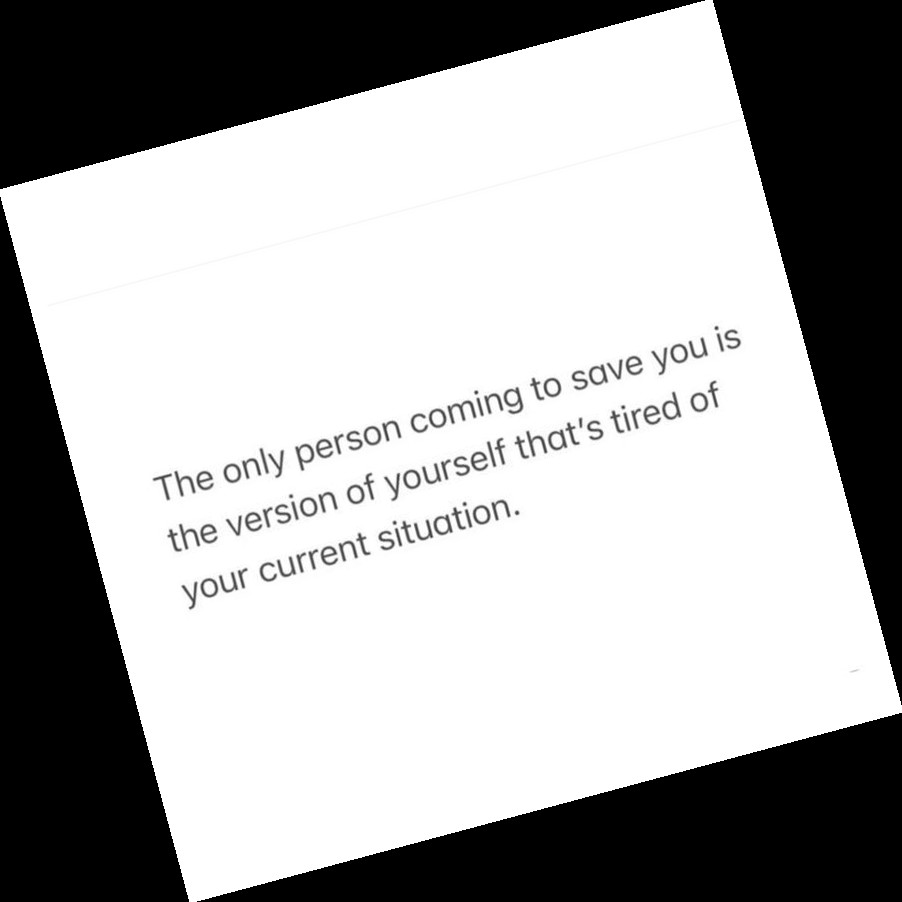 The only person coming to save you is
the version of yourself that's tired of
your current situation.